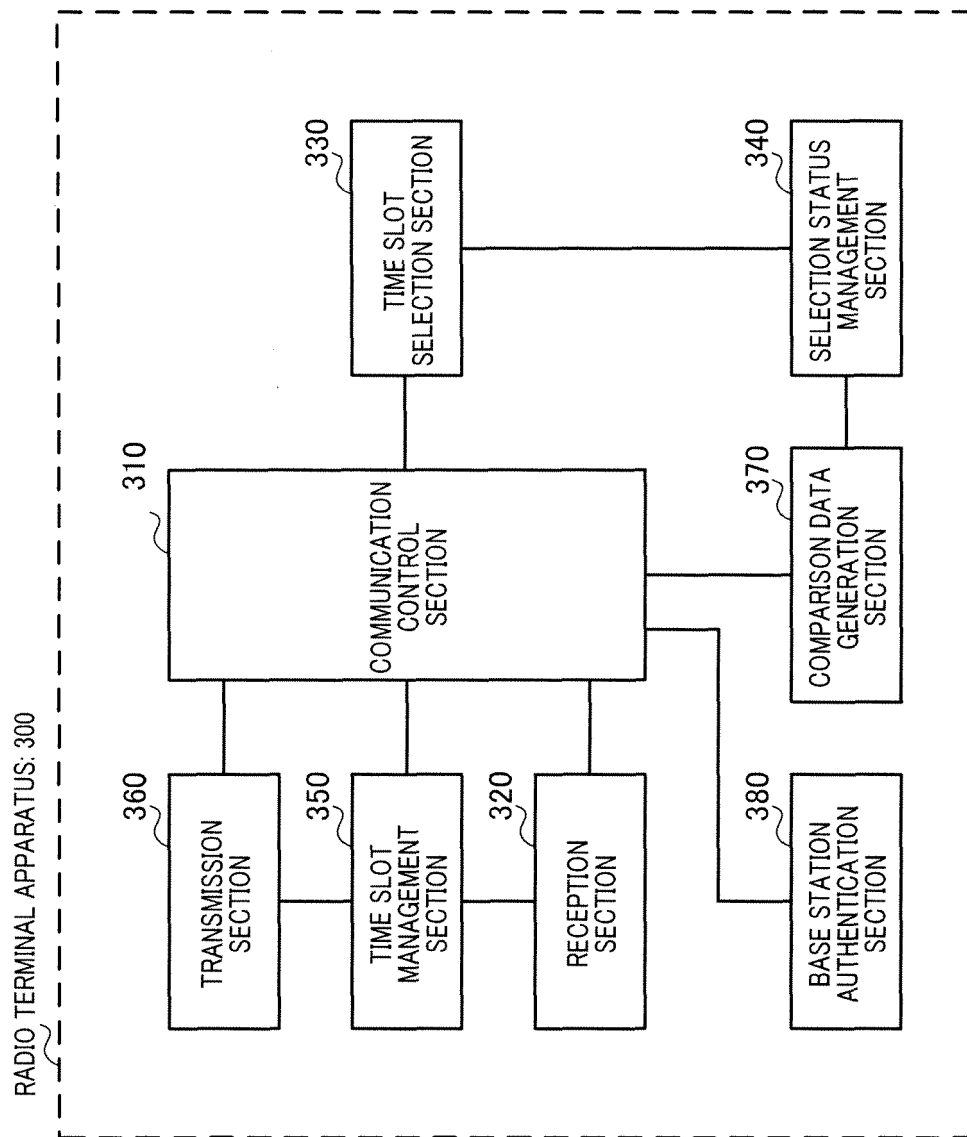 RADIO TERMINAL APPARATUS: 300
360
TRANSMISSION
SECTION
350
TIME SLOT
MANAGEMENT
SECTION
320
RECEPTION
SECTION
380
BASE STATION
AUTHENTICATION
SECTION
310
COMMUNICATION
CONTROL
SECTION
370
COMPARISON DATA
GENERATION
SECTION
330
TIME SLOT
SELECTION SECTION
340
SELECTION STATUS
MANAGEMENT
SECTION